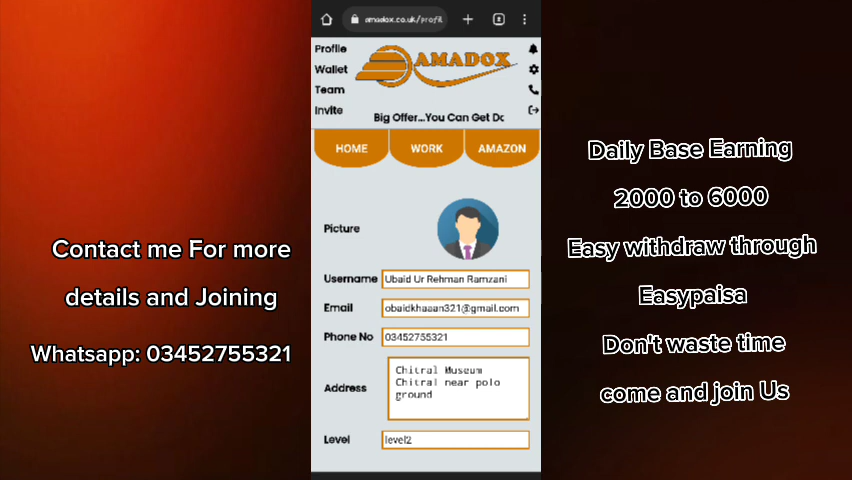 amadox.co.uk/profil
Profile
Wallet
Team
Invite
AMADOX
Big Offer...You Can Get Do
HOME WORK AMAZON
Picture
Username Ubaid Ur Rehman Ramzani
Email obaidkhaaan321@gmail.com
Phone No 03452755321
Address Chitral Museum
Chitral near polo
ground
Level level2
Contact me For more
details and Joining
Whatsapp: 03452755321
Daily Base Earning
2000 to 6000
Easy withdraw through
Easypaisa
Don't waste time
come and join Us